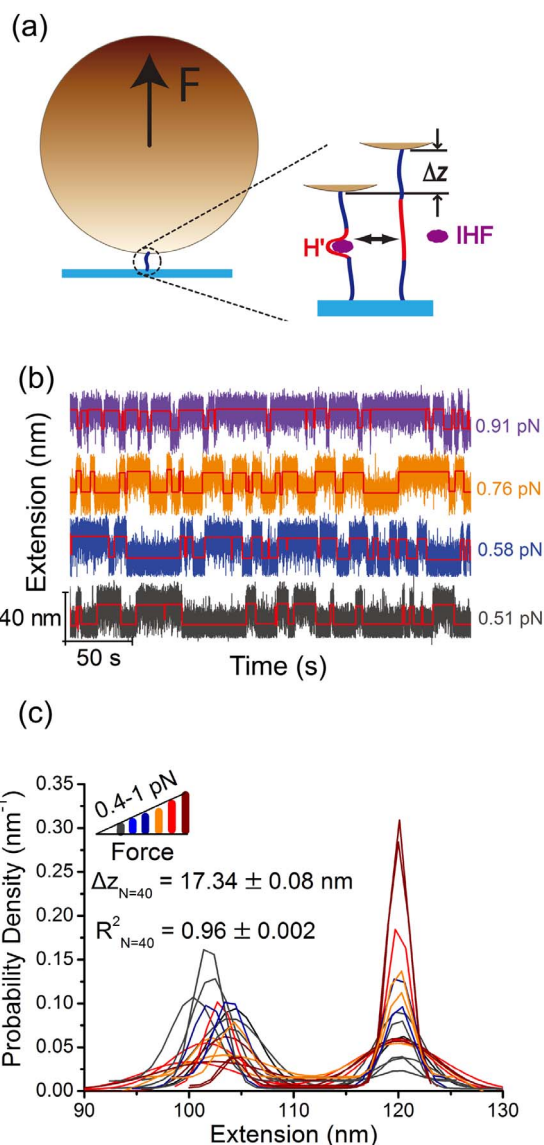 (a)
F
Δz
H'
IHF
(b)
Extension (nm)
0.91 pN
0.76 pN
0.58 pN
0.51 pN
40 nm
50 s
Time (s)
(c)
Probability Density (nm⁻¹)
0.35
0.30
0.25
0.20
0.15
0.10
0.05
0.00
0.4-1 pN
Force
Δz_N=40 = 17.34 ± 0.08 nm
R²_N=40 = 0.96 ± 0.002
90 100 110 120 130
Extension (nm)